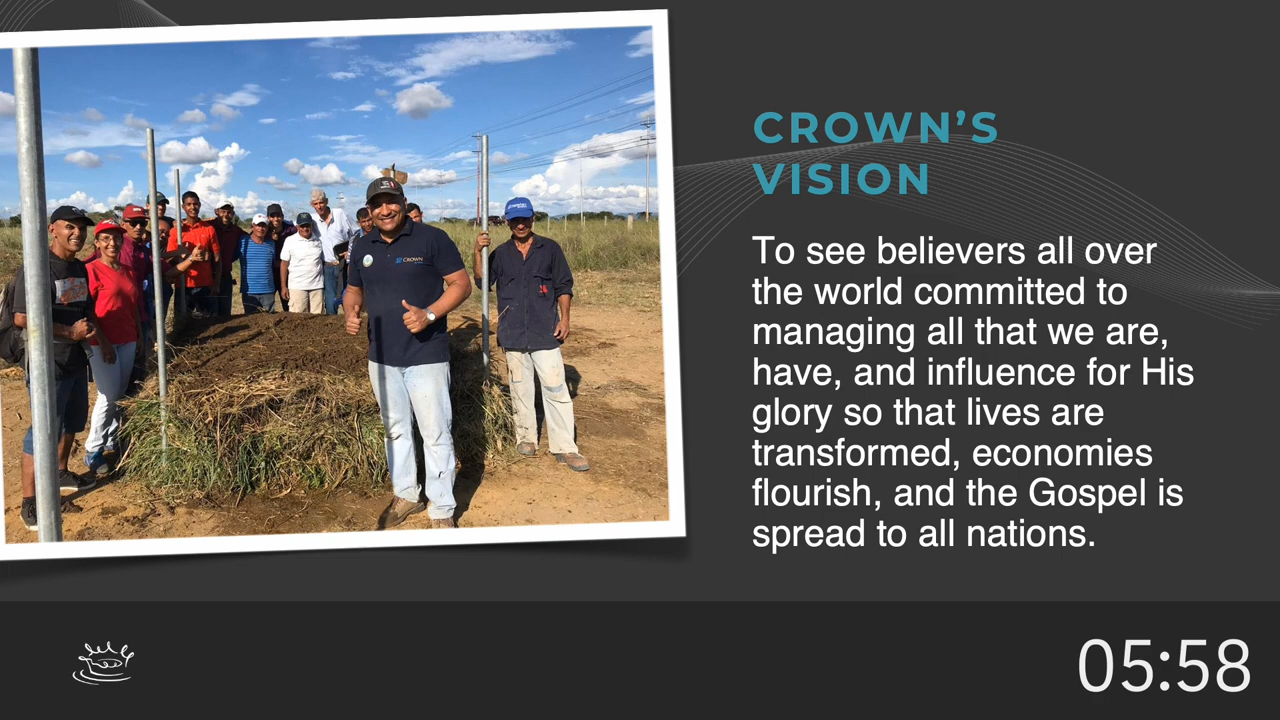 CROWN’S
VISION
To see believers all over
the world committed to
managing all that we are,
have, and influence for His
glory so that lives are
transformed, economies
flourish, and the Gospel is
spread to all nations.
CROWN
05:58